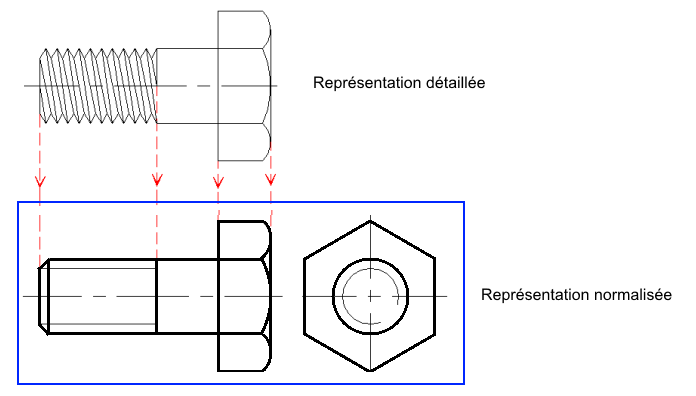 Représentation détaillée
Représentation normalisée